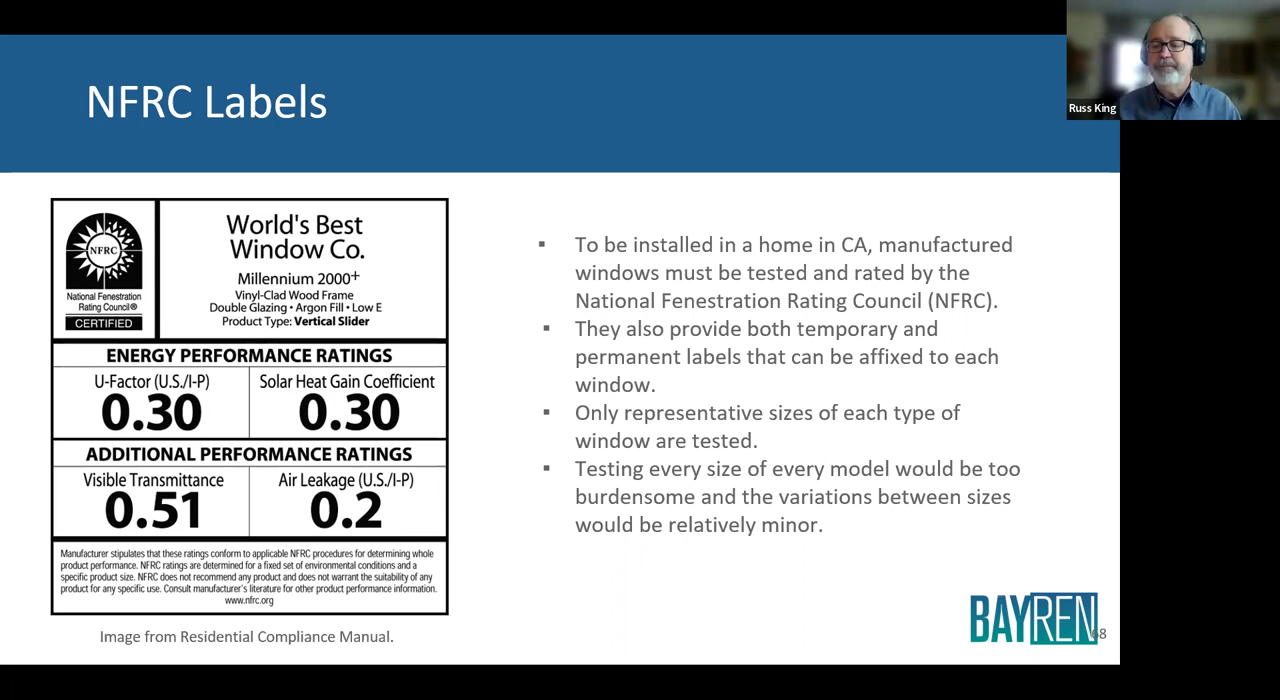 NFRC Labels
Russ King
NFRC
National Fenestration
Rating Council®
CERTIFIED
World's Best
Window Co.
Millennium 2000+
Vinyl-Clad Wood Frame
Double Glazing • Argon Fill • Low E
Product Type: Vertical Slider
ENERGY PERFORMANCE RATINGS
U-Factor (U.S./I-P)
0.30
Solar Heat Gain Coefficient
0.30
ADDITIONAL PERFORMANCE RATINGS
Visible Transmittance
0.51
Air Leakage (U.S./I-P)
0.2
Manufacturer stipulates that these ratings conform to applicable NFRC procedures for determining whole
product performance. NFRC ratings are determined for a fixed set of environmental conditions and a
specific product size. NFRC does not recommend any product and does not warrant the suitability of any
product for any specific use. Consult manufacturer's literature for other product performance information.
www.nfrc.org
Image from Residential Compliance Manual.
▪ To be installed in a home in CA, manufactured
windows must be tested and rated by the
National Fenestration Rating Council (NFRC).
▪ They also provide both temporary and
permanent labels that can be affixed to each
window.
▪ Only representative sizes of each type of
window are tested.
▪ Testing every size of every model would be too
burdensome and the variations between sizes
would be relatively minor.
BAYREN
68